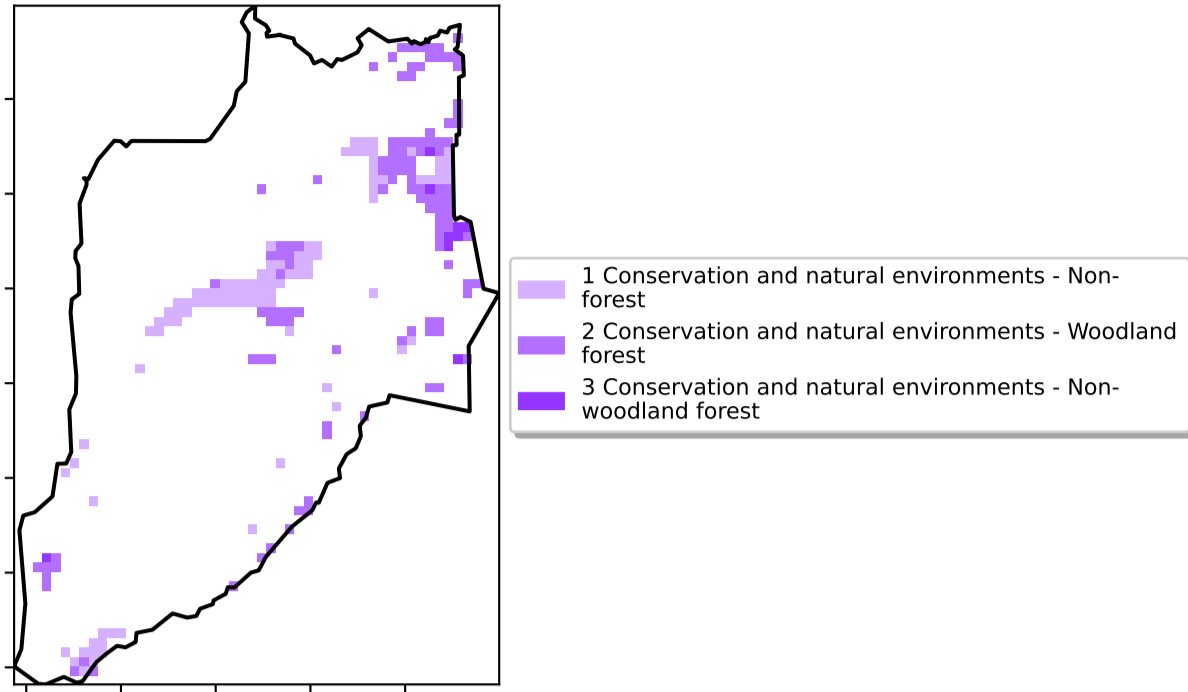 1 Conservation and natural environments - Non-
forest
2 Conservation and natural environments - Woodland
forest
3 Conservation and natural environments - Non-
woodland forest